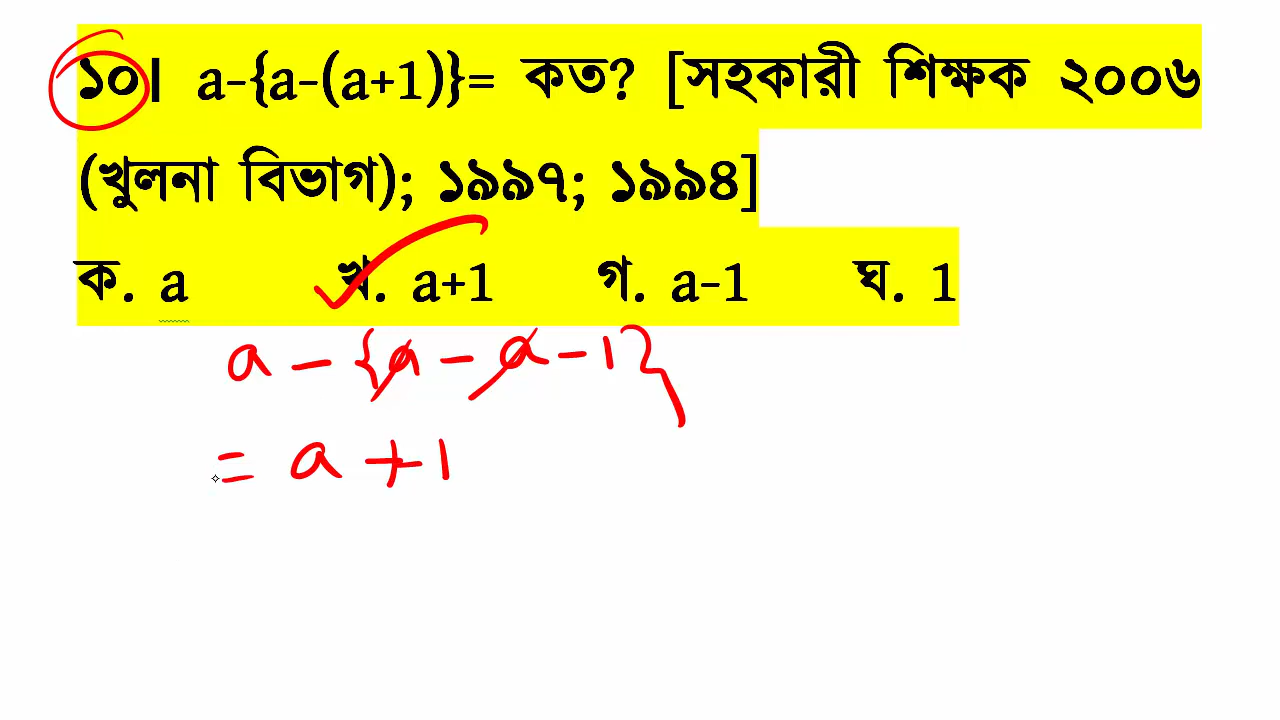 ১০। a-{a-(a+1)}= কত? [সহকারী শিক্ষক ২০০৬
(খুলনা বিভাগ); ১৯৯৭; ১৯৯৪]
ক. a খ. a+1 গ. a-1 ঘ. 1
a - {a - a - 1}
= a + 1